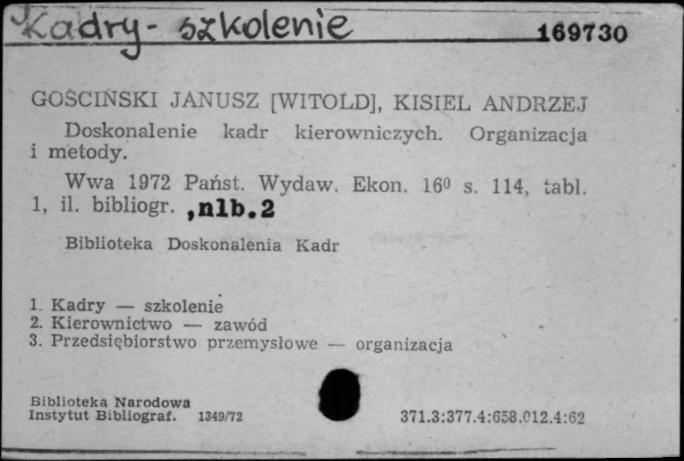 Kadry - szkolenie
169730
GOŚCIŃSKI JANUSZ [WITOLD], KISIEL ANDRZEJ
Doskonalenie kadr kierowniczych. Organizacja
i metody.
Wwa 1972 Państ. Wydaw. Ekon. 16⁰ s. 114, tabl.
1, il. bibliogr. ,nlb.2
Biblioteka Doskonalenia Kadr
1. Kadry — szkolenie
2. Kierownictwo — zawód
3. Przedsiębiorstwo przemysłowe — organizacja
Biblioteka Narodowa
Instytut Bibliograf. 1349/72
371.3:377.4:658.012.4:62